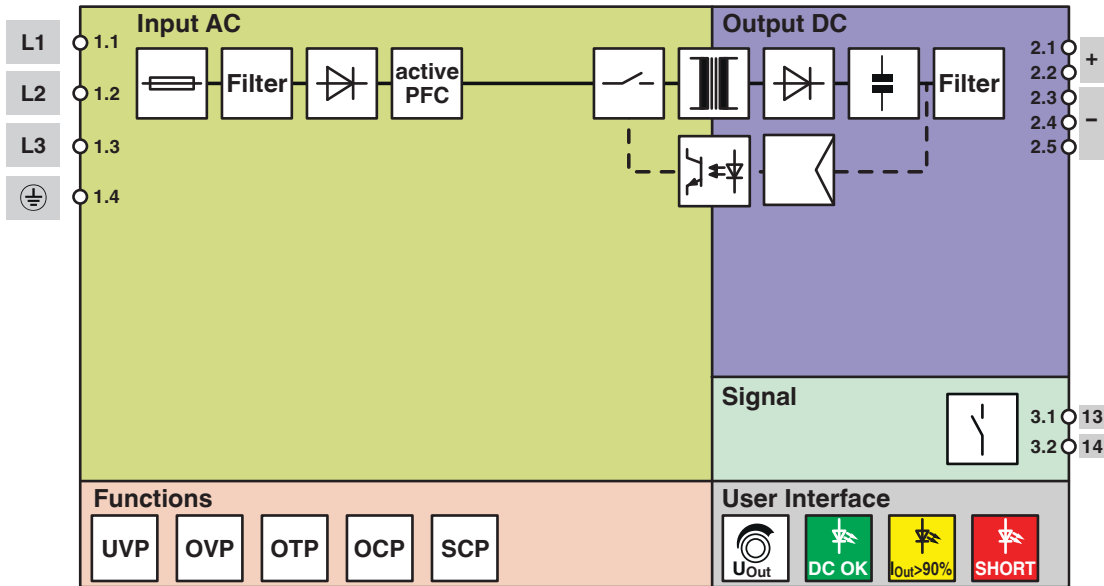 Input AC
Output DC
L1
1.1
L2
1.2
L3
1.3
1.4
Filter
active
PFC
Filter
2.1
2.2
2.3
2.4
2.5
+
−
Signal
3.1
13
3.2
14
Functions
UVP
OVP
OTP
OCP
SCP
User Interface
UOut
DC OK
IOut>90%
SHORT